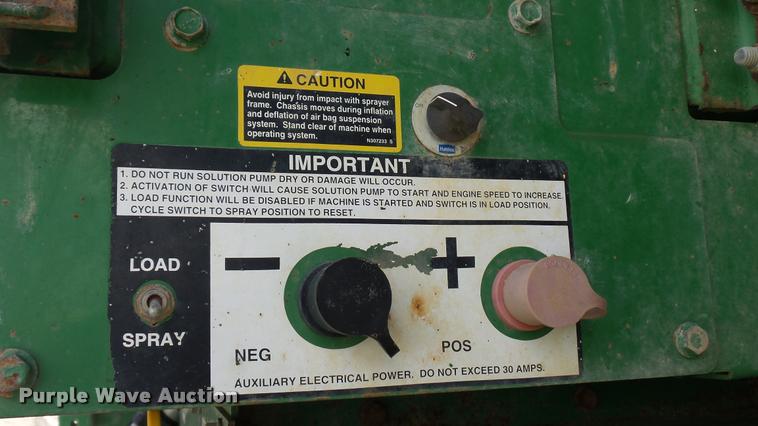 CAUTION
Avoid injury from impact with sprayer
frame. Chassis moves during inflation
and deflation of air bag suspension
system. Stand clear of machine when
operating system.
N307233 S
IMPORTANT
1. DO NOT RUN SOLUTION PUMP DRY OR DAMAGE WILL OCCUR.
2. ACTIVATION OF SWITCH WILL CAUSE SOLUTION PUMP TO START AND ENGINE SPEED TO INCREASE.
3. LOAD FUNCTION WILL BE DISABLED IF MACHINE IS STARTED AND SWITCH IS IN LOAD POSITION.
CYCLE SWITCH TO SPRAY POSITION TO RESET.
LOAD
SPRAY
− +
NEG
POS
AUXILIARY ELECTRICAL POWER. DO NOT EXCEED 30 AMPS.
Purple Wave Auction